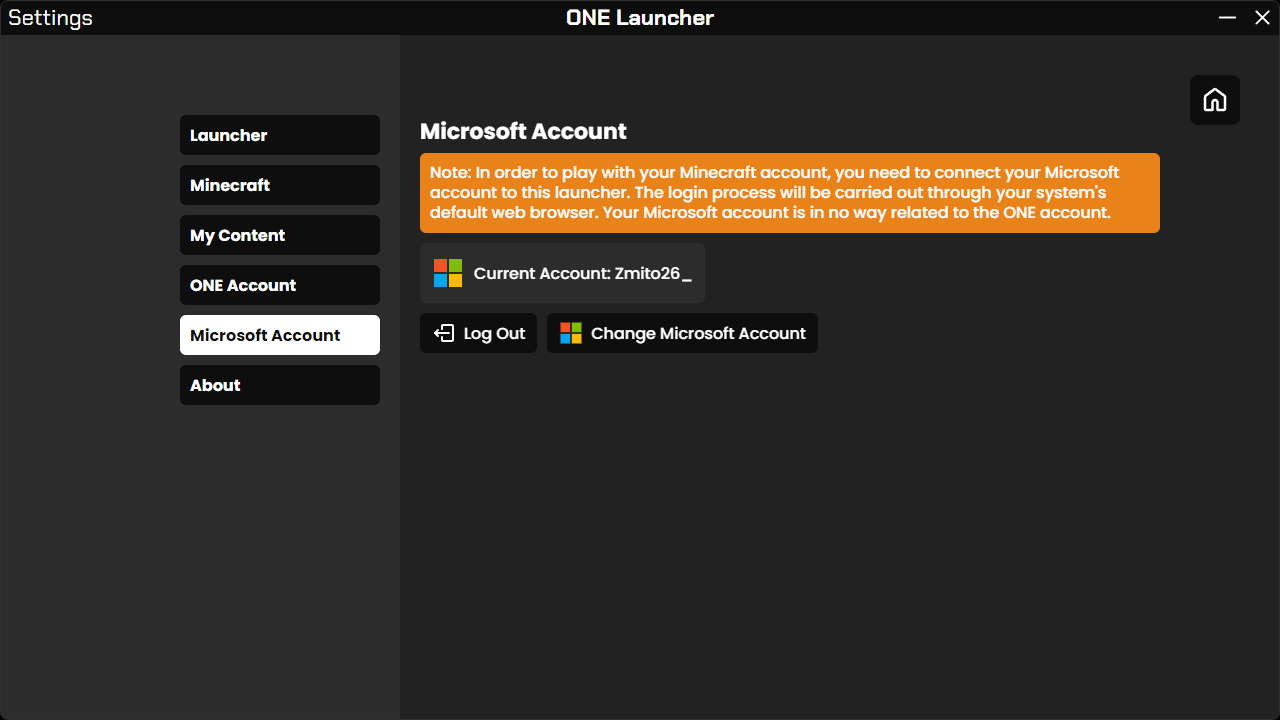 Settings
ONE Launcher
Launcher
Minecraft
My Content
ONE Account
Microsoft Account
About
Microsoft Account
Note: In order to play with your Minecraft account, you need to connect your Microsoft
account to this launcher. The login process will be carried out through your system's
default web browser. Your Microsoft account is in no way related to the ONE account.
Current Account: Zmito26_
Log Out
Change Microsoft Account